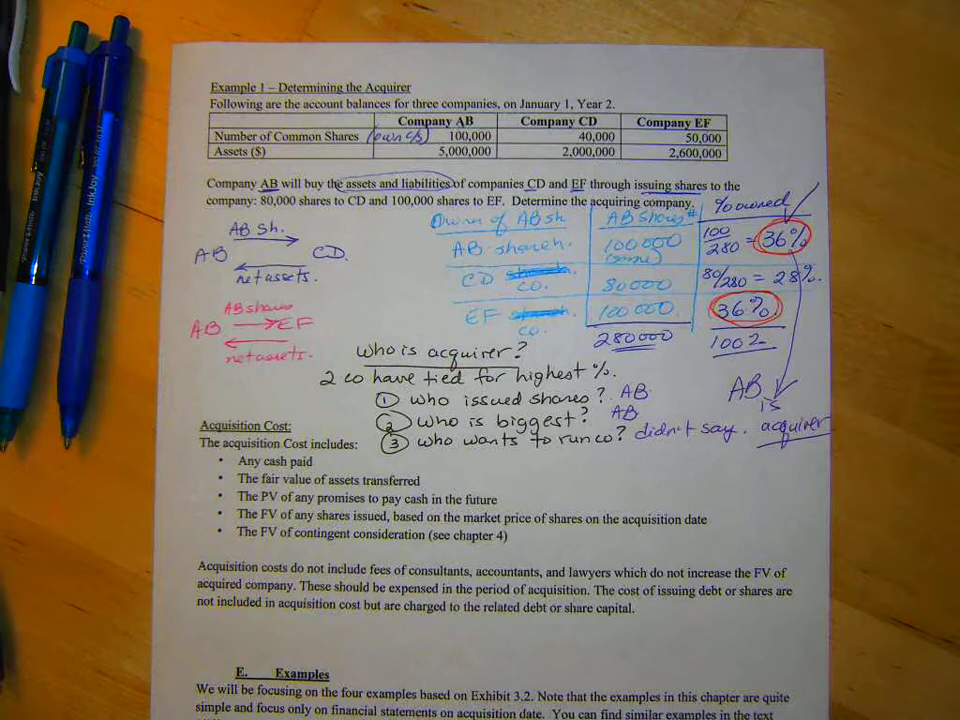 Example 1 – Determining the Acquirer
Following are the account balances for three companies, on January 1, Year 2.
Company AB Company CD Company EF
Number of Common Shares (own c/s) 100,000 40,000 50,000
Assets ($) 5,000,000 2,000,000 2,600,000
Company AB will buy the assets and liabilities of companies CD and EF through issuing shares to the
company: 80,000 shares to CD and 100,000 shares to EF. Determine the acquiring company.
AB sh.
AB CD.
net assets.
AB shares
AB EF
net assets.
Owner of AB sh AB Shares # % owned
AB shareh. 100 000 100/280 = 36%
(same)
CD co. 80000 80/280 = 28%.
EF co. 100 000. 36%.
280000 100%
Who is acquirer?
2 co have tied for highest %.
① who issued shares? AB
② who is biggest? AB
③ who wants to run co? didn't say.
AB
is
acquirer
Acquisition Cost:
The acquisition Cost includes:
• Any cash paid
• The fair value of assets transferred
• The PV of any promises to pay cash in the future
• The FV of any shares issued, based on the market price of shares on the acquisition date
• The FV of contingent consideration (see chapter 4)
Acquisition costs do not include fees of consultants, accountants, and lawyers which do not increase the FV of
acquired company. These should be expensed in the period of acquisition. The cost of issuing debt or shares are
not included in acquisition cost but are charged to the related debt or share capital.
E. Examples
We will be focusing on the four examples based on Exhibit 3.2. Note that the examples in this chapter are quite
simple and focus only on financial statements on acquisition date. You can find similar examples in the text